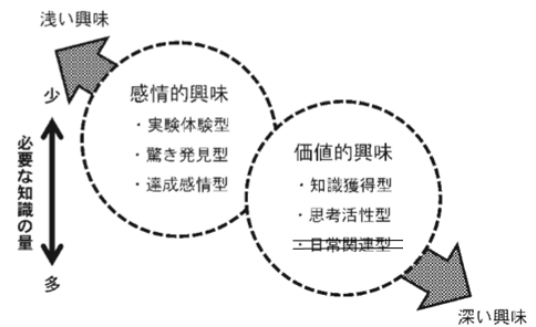 浅い興味
感情的興味
・実験体験型
・驚き発見型
・達成感情型
少
必要な知識の量
多
価値的興味
・知識獲得型
・思考活性型
・日常関連型
深い興味